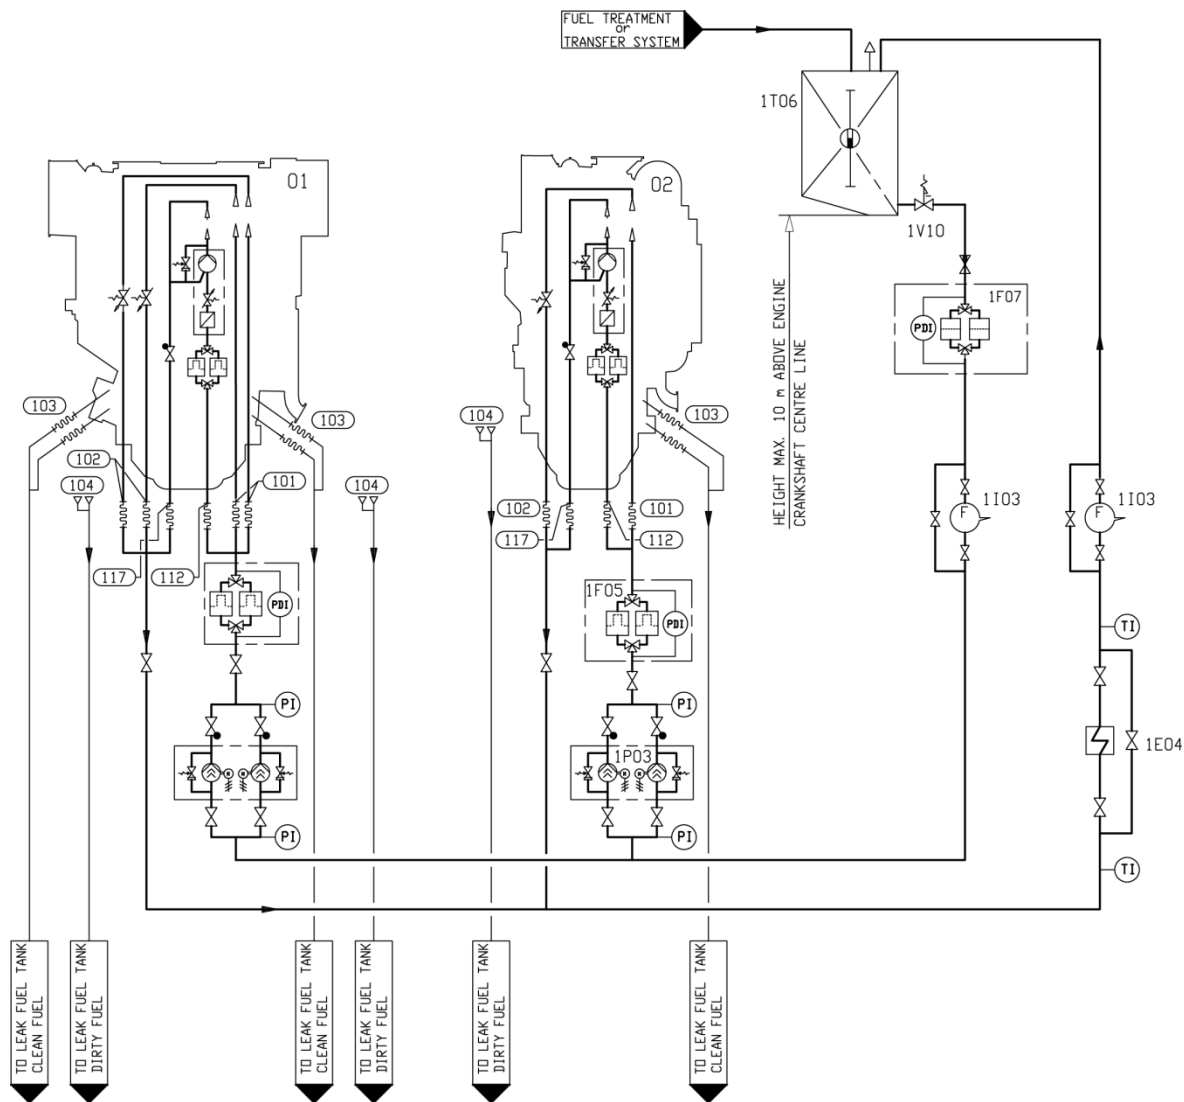 FUEL TREATMENT
or
TRANSFER SYSTEM
1T06
01
02
1V10
HEIGHT MAX. 10 m ABOVE ENGINE
CRANKSHAFT CENTRE LINE
1F07
PDI
103
103
103
104
102
104
101
104
102
101
117
112
117
112
F
1I03
F
1I03
PDI
1F05
PDI
TI
PI
PI
1P03
M
M
M
M
1E04
PI
PI
TI
TO LEAK FUEL TANK
CLEAN FUEL
TO LEAK FUEL TANK
DIRTY FUEL
TO LEAK FUEL TANK
CLEAN FUEL
TO LEAK FUEL TANK
DIRTY FUEL
TO LEAK FUEL TANK
DIRTY FUEL
TO LEAK FUEL TANK
CLEAN FUEL